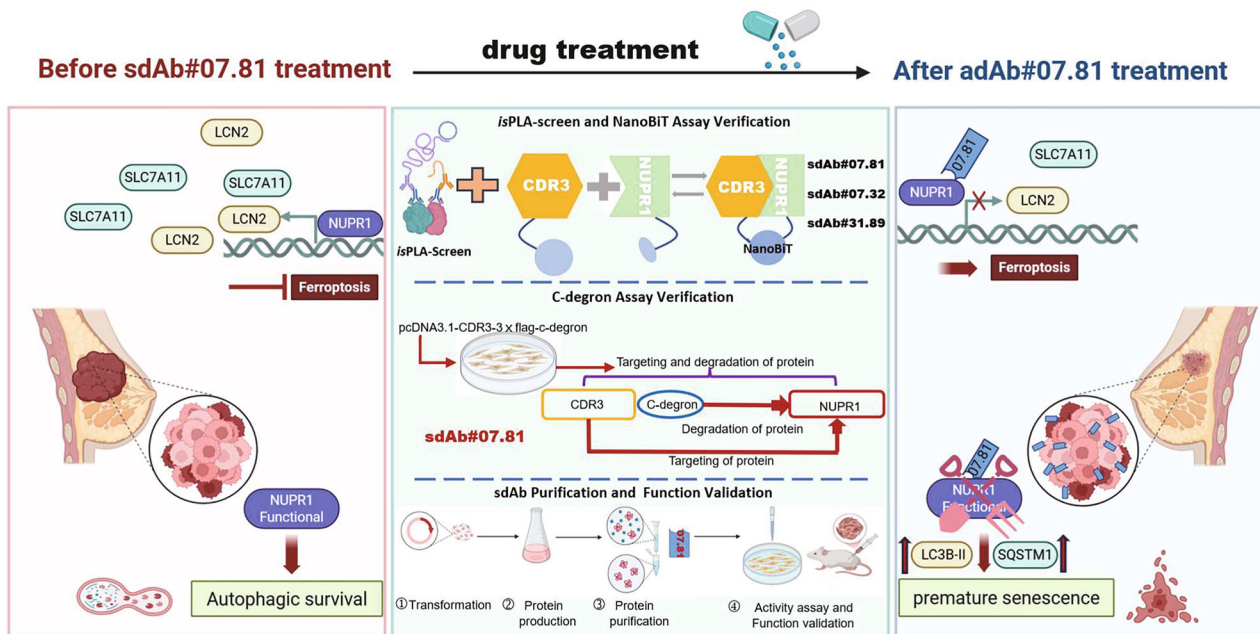 drug treatment
Before sdAb#07.81 treatment
After adAb#07.81 treatment
LCN2
SLC7A11
SLC7A11
LCN2
NUPR1
SLC7A11
LCN2
Ferroptosis
NUPR1
Functional
Autophagic survival
isPLA-screen and NanoBiT Assay Verification
CDR3
NUPR1
CDR3
NUPR1
sdAb#07.81
sdAb#07.32
sdAb#31.89
isPLA-Screen
NanoBiT
C-degron Assay Verification
pcDNA3.1-CDR3-3 x flag-c-degron
Targeting and degradation of protein
CDR3
C-degron
NUPR1
Degradation of protein
sdAb#07.81
Targeting of protein
sdAb Purification and Function Validation
07.81
①Transformation
② Protein
production
③ Protein
purification
④ Activity assay and
Function validation
07.81
SLC7A11
NUPR1
LCN2
Ferroptosis
07.81
NUPR1
Functional
LC3B-II
SQSTM1
premature senescence